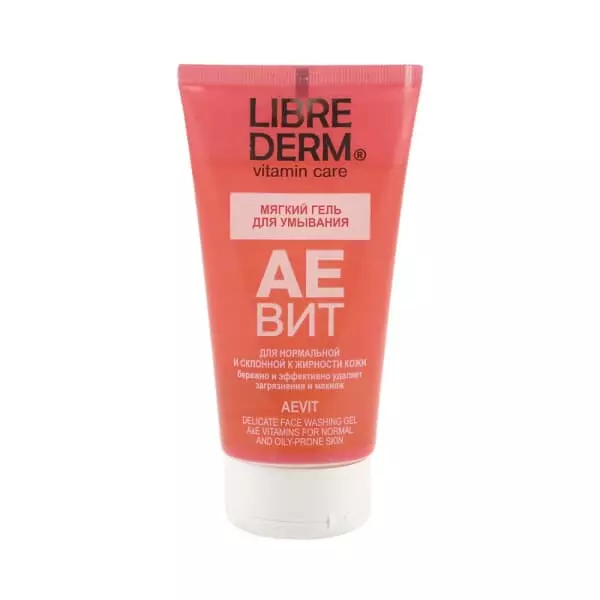 LIBRE
DERM®
vitamin care
МЯГКИЙ ГЕЛЬ
ДЛЯ УМЫВАНИЯ
АЕ
ВИТ
ДЛЯ НОРМАЛЬНОЙ
И СКЛОННОЙ К ЖИРНОСТИ КОЖИ
бережно и эффективно удаляет
загрязнения и макияж
AEVIT
DELICATE FACE WASHING GEL
A&E VITAMINS FOR NORMAL
AND OILY-PRONE SKIN